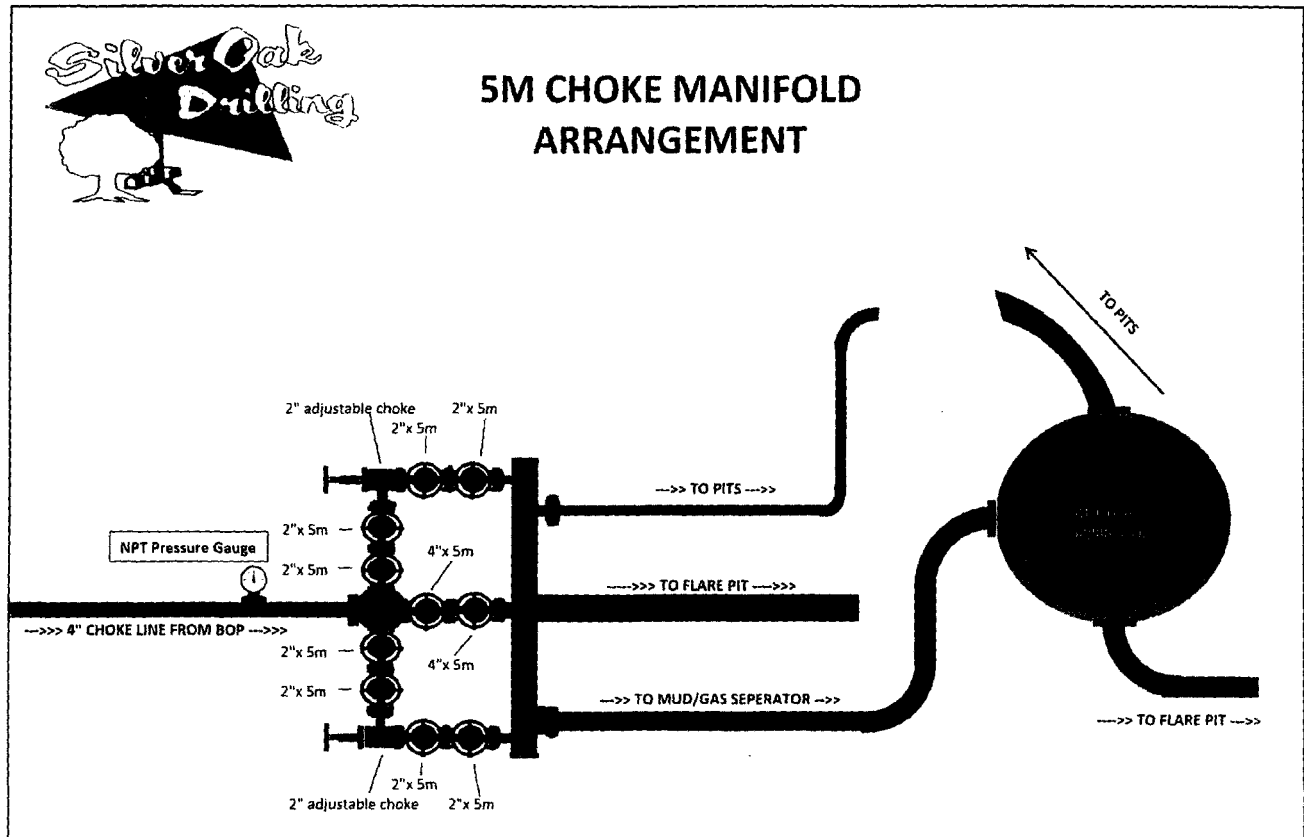 Silver Oak
Drilling
5M CHOKE MANIFOLD
ARRANGEMENT
TO PITS
2" adjustable choke
2"x 5m
2"x 5m
--->> TO PITS --->>
2"x 5m
2"x 5m
4"x 5m
NPT Pressure Gauge
----->>> TO FLARE PIT --->>>
--->>> 4" CHOKE LINE FROM BOP --->>>
2"x 5m
2"x 5m
4"x 5m
--->> TO MUD/GAS SEPERATOR -->>
--->> TO FLARE PIT --->>
2"x 5m
2"x 5m
2" adjustable choke